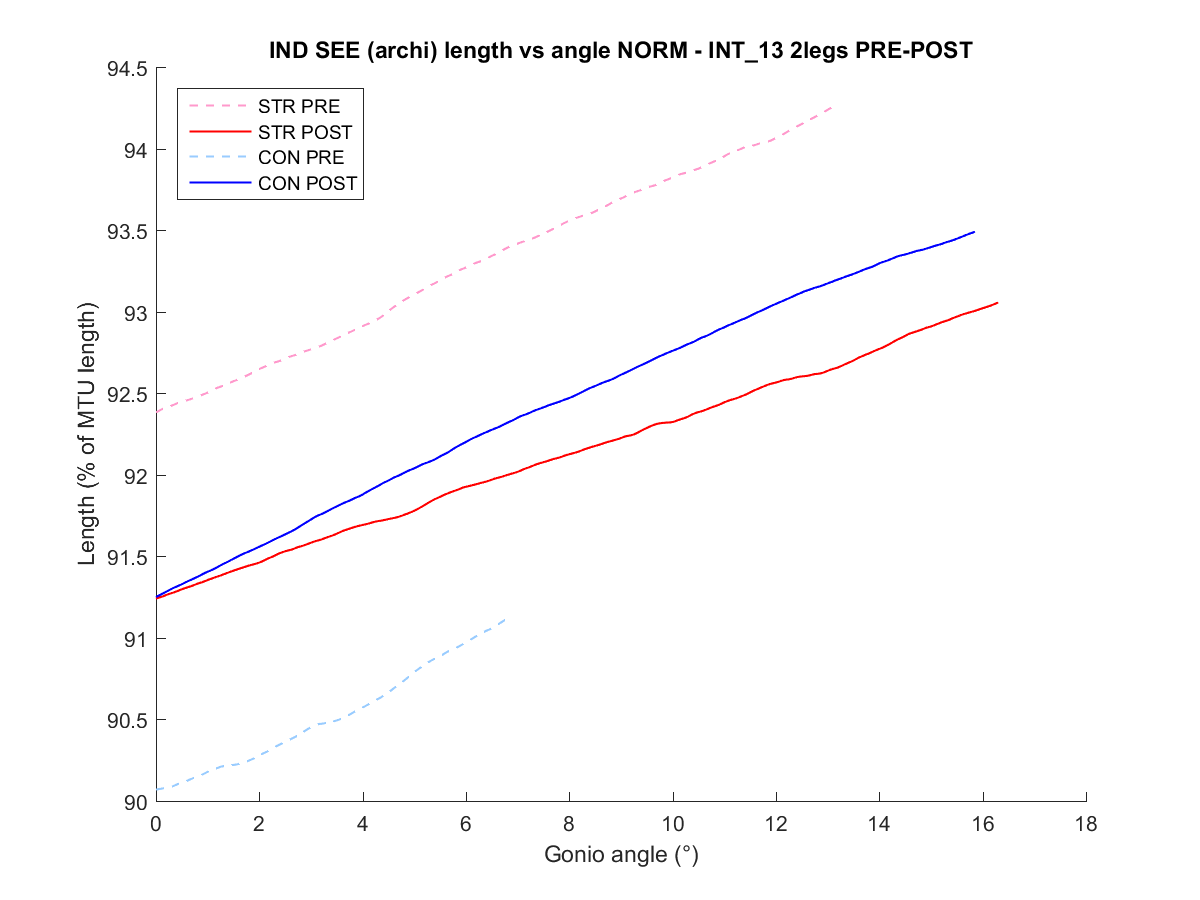 IND SEE (archi) length vs angle NORM - INT_13 2legs PRE-POST
94.5
94
93.5
93
92.5
92
91.5
91
90.5
90
Length (% of MTU length)
STR PRE
STR POST
CON PRE
CON POST
0 2 4 6 8 10 12 14 16 18
Gonio angle (°)